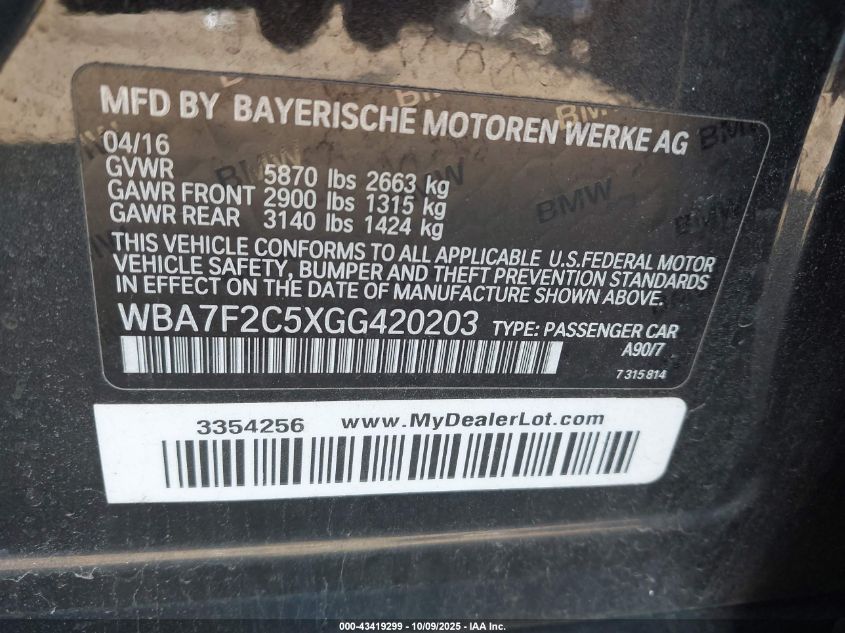 MFD BY BAYERISCHE MOTOREN WERKE AG
04/16
GVWR 5870 lbs 2663 kg
GAWR FRONT 2900 lbs 1315 kg
GAWR REAR 3140 lbs 1424 kg
THIS VEHICLE CONFORMS TO ALL APPLICABLE U.S.FEDERAL MOTOR
VEHICLE SAFETY, BUMPER AND THEFT PREVENTION STANDARDS
IN EFFECT ON THE DATE OF MANUFACTURE SHOWN ABOVE.
WBA7F2C5XGG420203 TYPE: PASSENGER CAR
A90/7
7 315 814
3354256 www.MyDealerLot.com
000-43419299 - 10/09/2025 - IAA Inc.